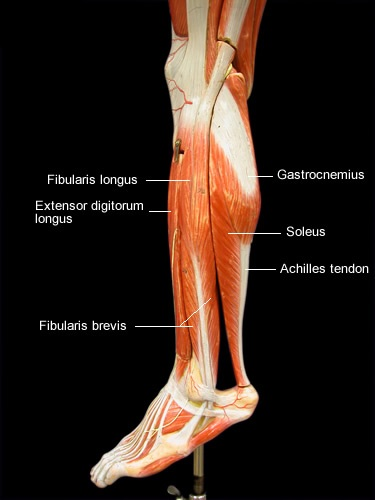 Fibularis longus
Gastrocnemius
Extensor digitorum
longus
Soleus
Achilles tendon
Fibularis brevis